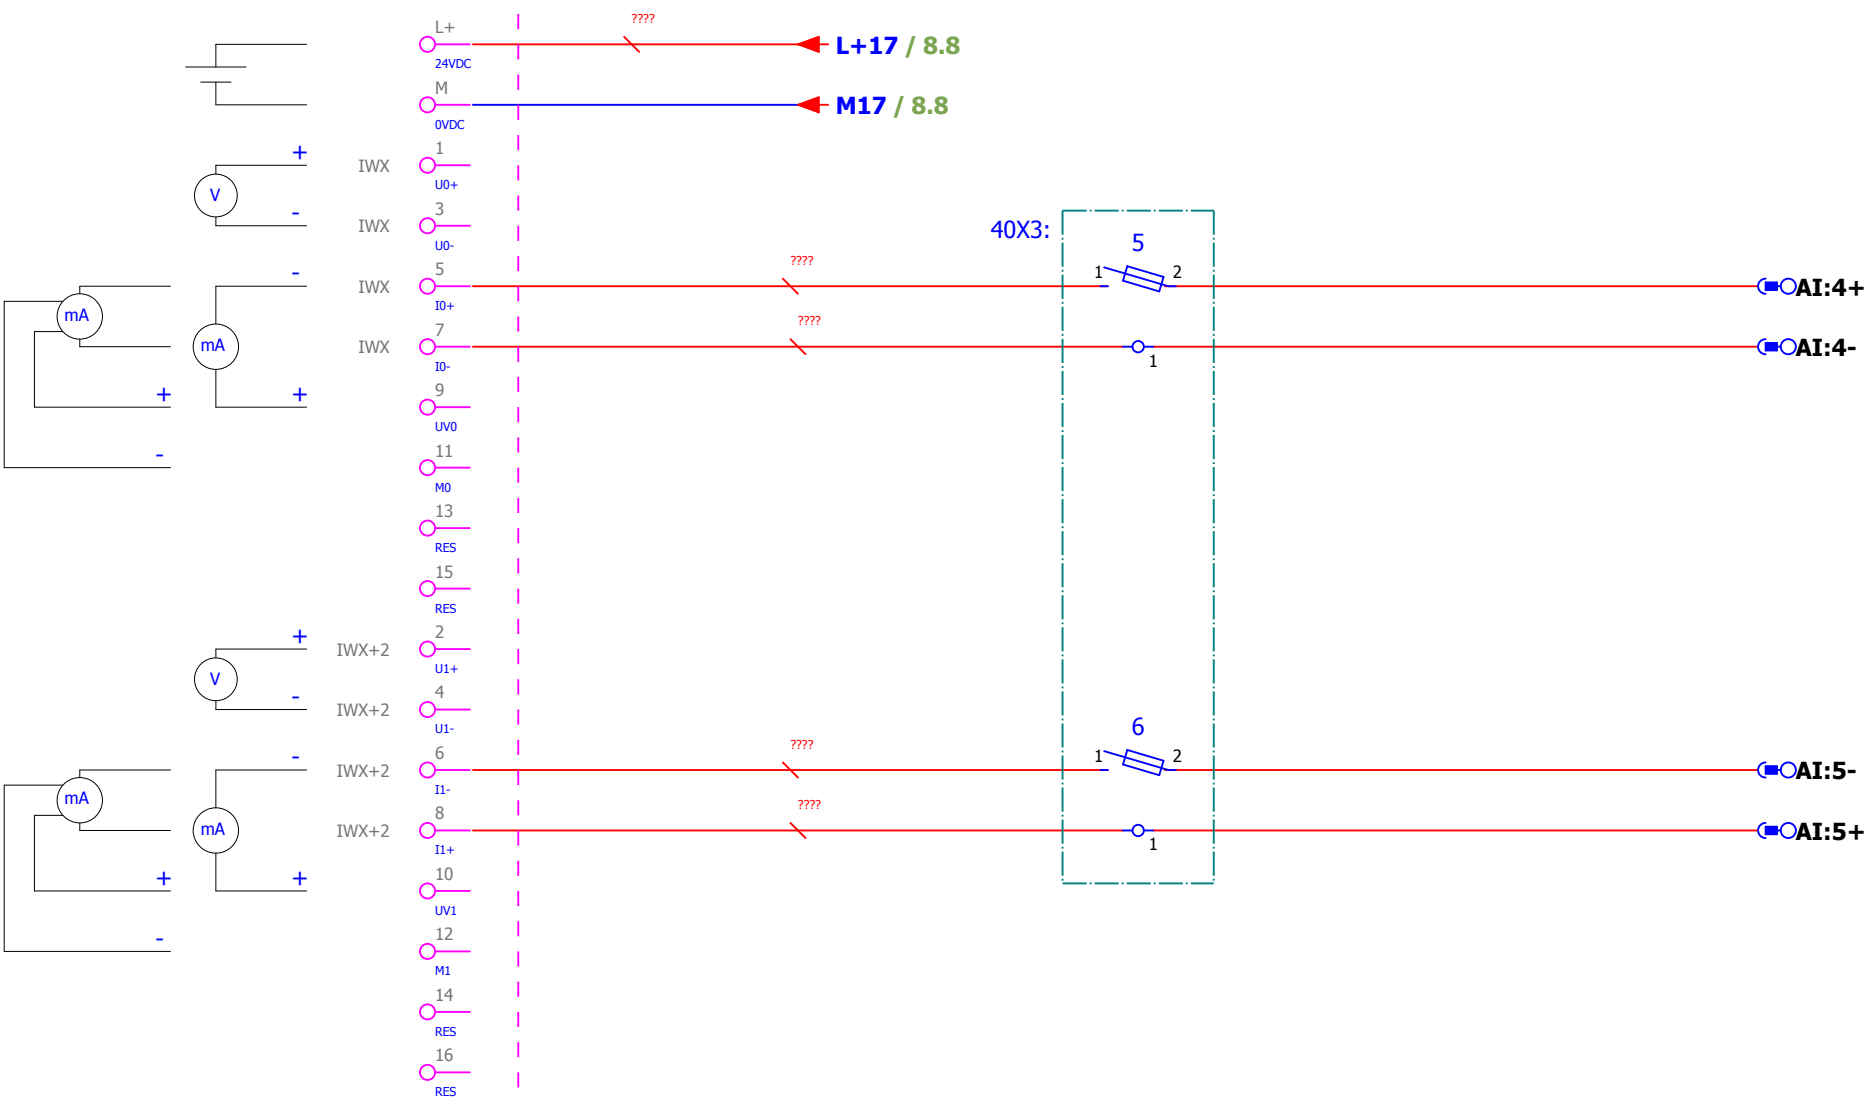 L+
????
L+17 / 8.8
24VDC
M
M17 / 8.8
0VDC
+
IWX
1
V
U0+
-
IWX
3
U0-
40X3:
5
-
IWX
5
????
1
2
AI:4+
I0+
mA
mA
IWX
7
????
AI:4-
I0-
1
+
+
9
UV0
-
11
M0
13
RES
15
RES
+
IWX+2
2
V
U1+
-
IWX+2
4
U1-
6
-
IWX+2
6
????
1
2
AI:5-
I1-
mA
mA
IWX+2
8
????
AI:5+
I1+
1
+
+
10
UV1
-
12
M1
14
RES
16
RES